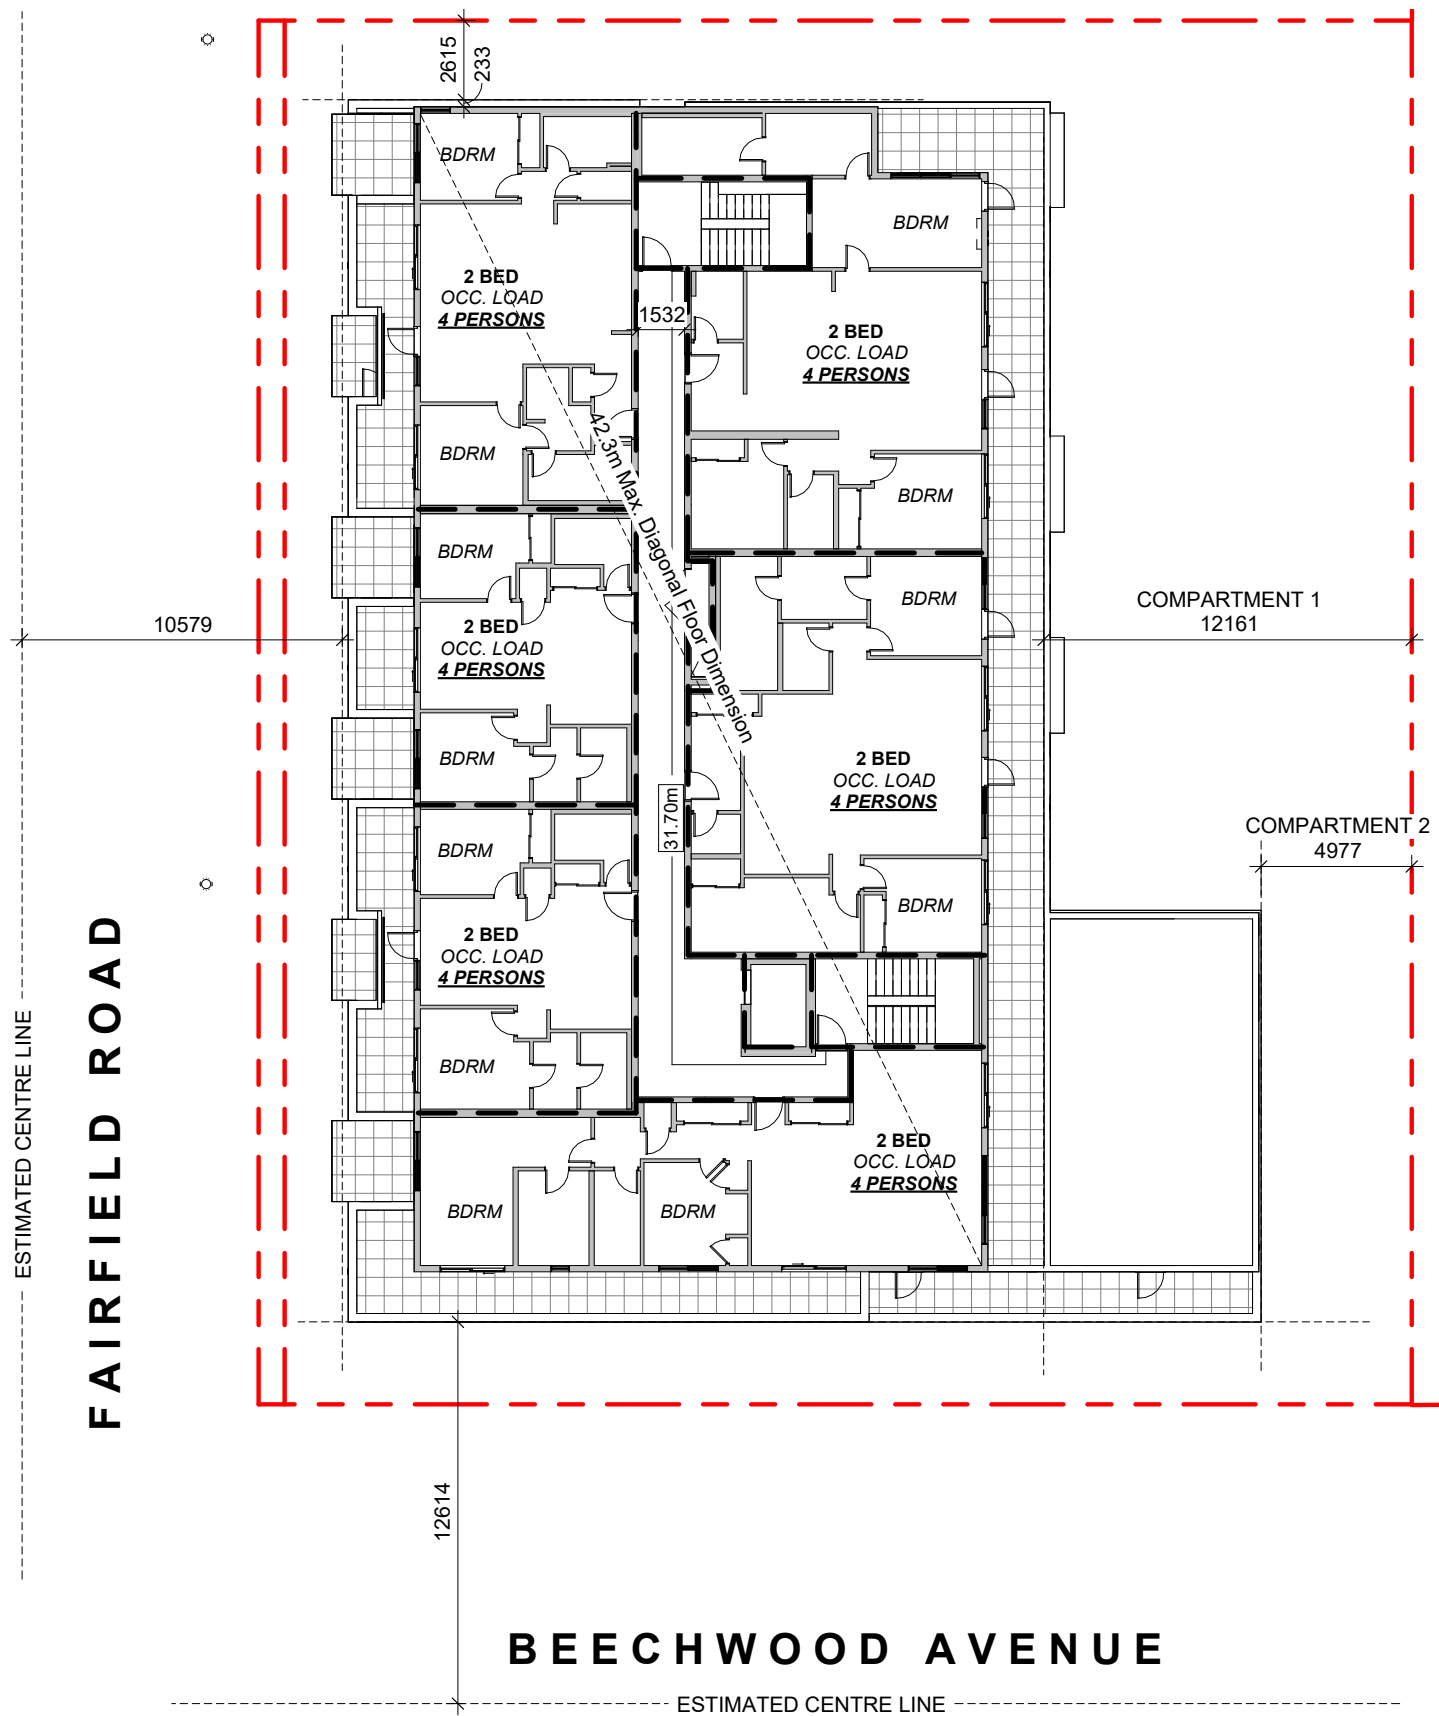 2615
233
BDRM
BDRM
2 BED
OCC. LOAD
4 PERSONS
1532
2 BED
OCC. LOAD
4 PERSONS
42.3m Max. Diagonal Floor Dimension
BDRM
BDRM
BDRM
BDRM
COMPARTMENT 1
12161
10579
2 BED
OCC. LOAD
4 PERSONS
BDRM
2 BED
OCC. LOAD
4 PERSONS
31.70m
COMPARTMENT 2
4977
BDRM
BDRM
2 BED
OCC. LOAD
4 PERSONS
BDRM
2 BED
OCC. LOAD
4 PERSONS
BDRM
BDRM
ESTIMATED CENTRE LINE
FAIRFIELD ROAD
12614
BEECHWOOD AVENUE
ESTIMATED CENTRE LINE